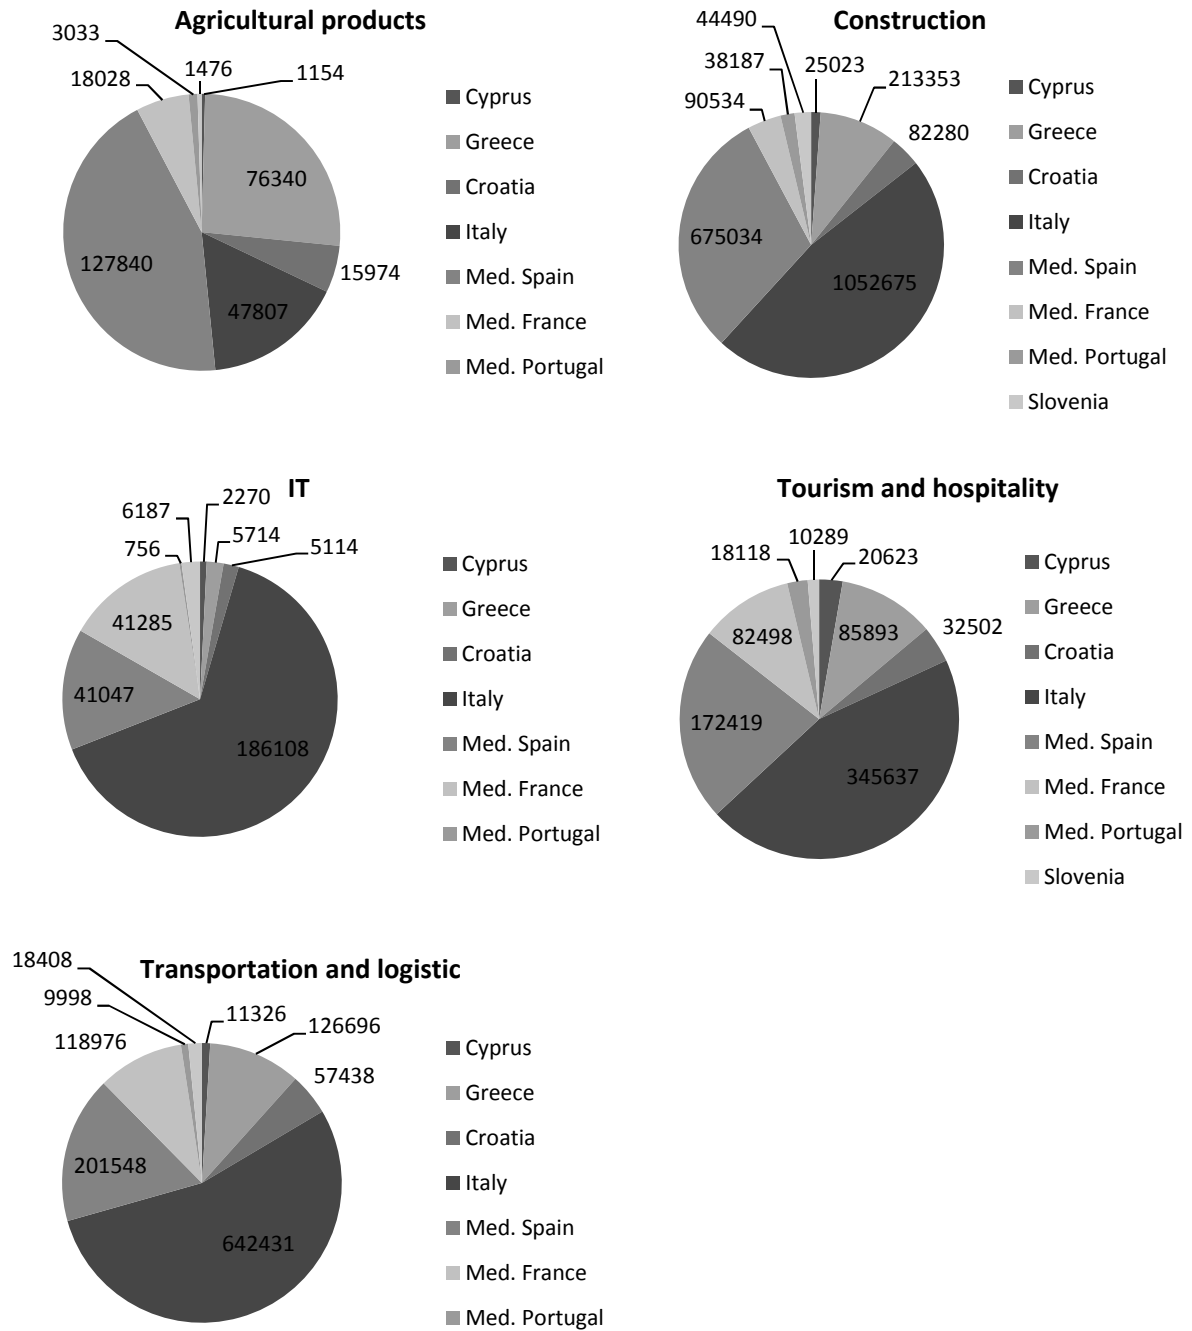 Agricultural products
3033
1476
1154
18028
76340
127840
15974
47807
Cyprus
Greece
Croatia
Italy
Med. Spain
Med. France
Med. Portugal
Construction
44490
38187
25023
213353
90534
82280
675034
1052675
Cyprus
Greece
Croatia
Italy
Med. Spain
Med. France
Med. Portugal
Slovenia
IT
6187
2270
756
5714
5114
41285
41047
186108
Cyprus
Greece
Croatia
Italy
Med. Spain
Med. France
Med. Portugal
Tourism and hospitality
10289
18118
20623
82498
85893
32502
172419
345637
Cyprus
Greece
Croatia
Italy
Med. Spain
Med. France
Med. Portugal
Slovenia
Transportation and logistic
18408
9998
11326
126696
118976
57438
201548
642431
Cyprus
Greece
Croatia
Italy
Med. Spain
Med. France
Med. Portugal